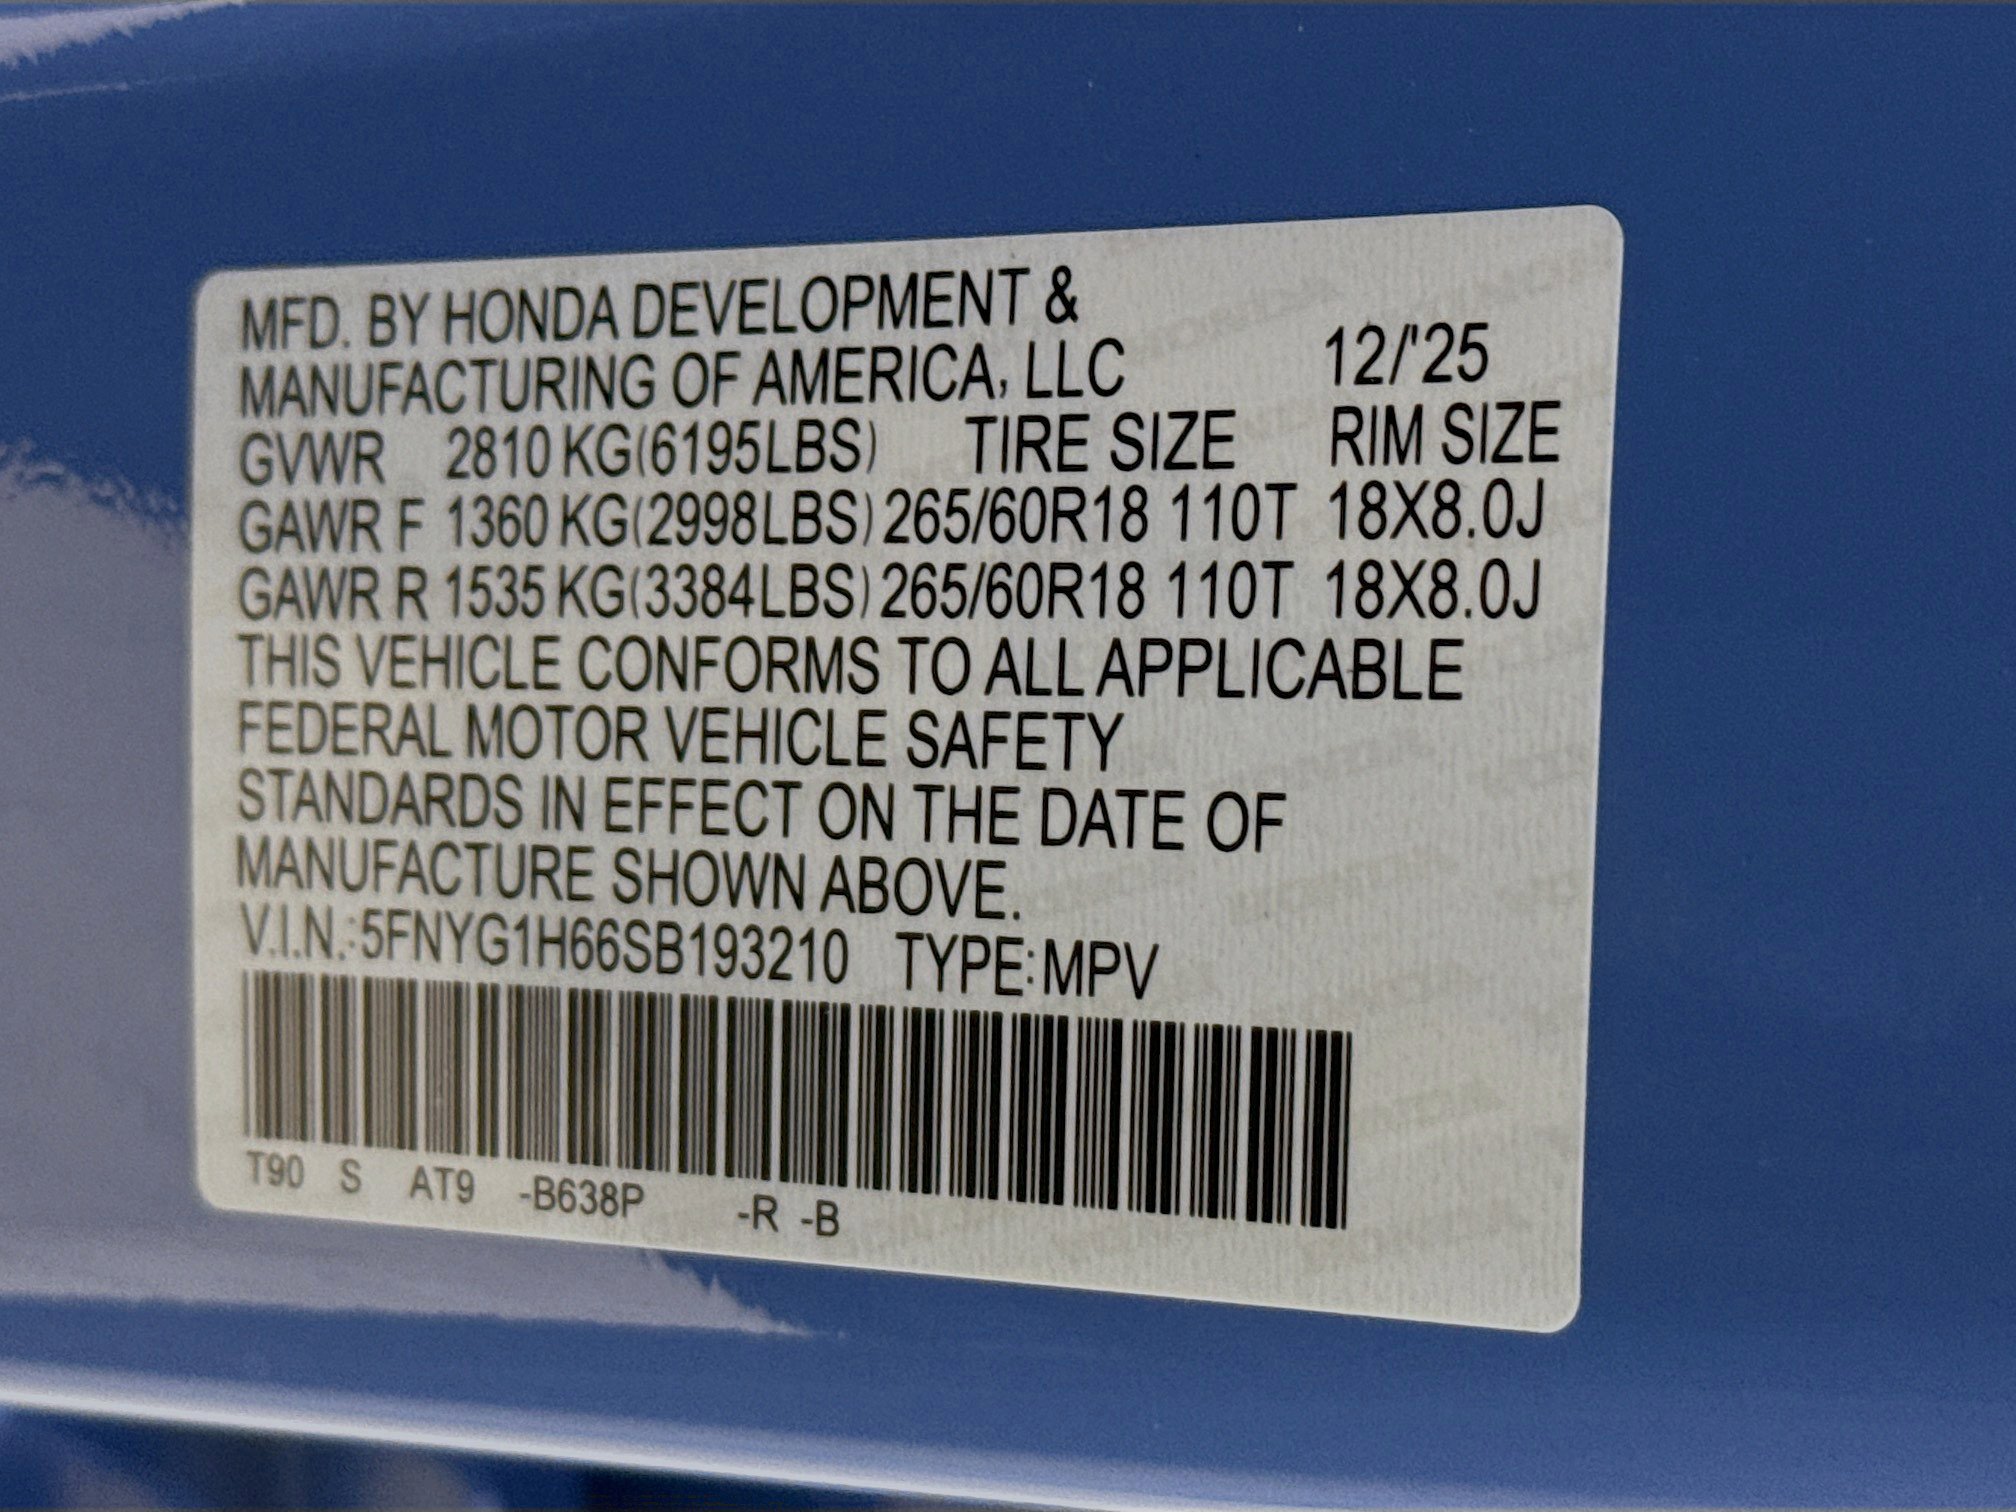 MFD. BY HONDA DEVELOPMENT &
MANUFACTURING OF AMERICA, LLC 12/'25
GVWR 2810 KG(6195LBS) TIRE SIZE RIM SIZE
GAWR F 1360 KG(2998LBS) 265/60R18 110T 18X8.0J
GAWR R 1535 KG(3384LBS) 265/60R18 110T 18X8.0J
THIS VEHICLE CONFORMS TO ALL APPLICABLE
FEDERAL MOTOR VEHICLE SAFETY
STANDARDS IN EFFECT ON THE DATE OF
MANUFACTURE SHOWN ABOVE.
V.I.N.:5FNYG1H66SB193210 TYPE:MPV
T90 S AT9 -B638P -R -B